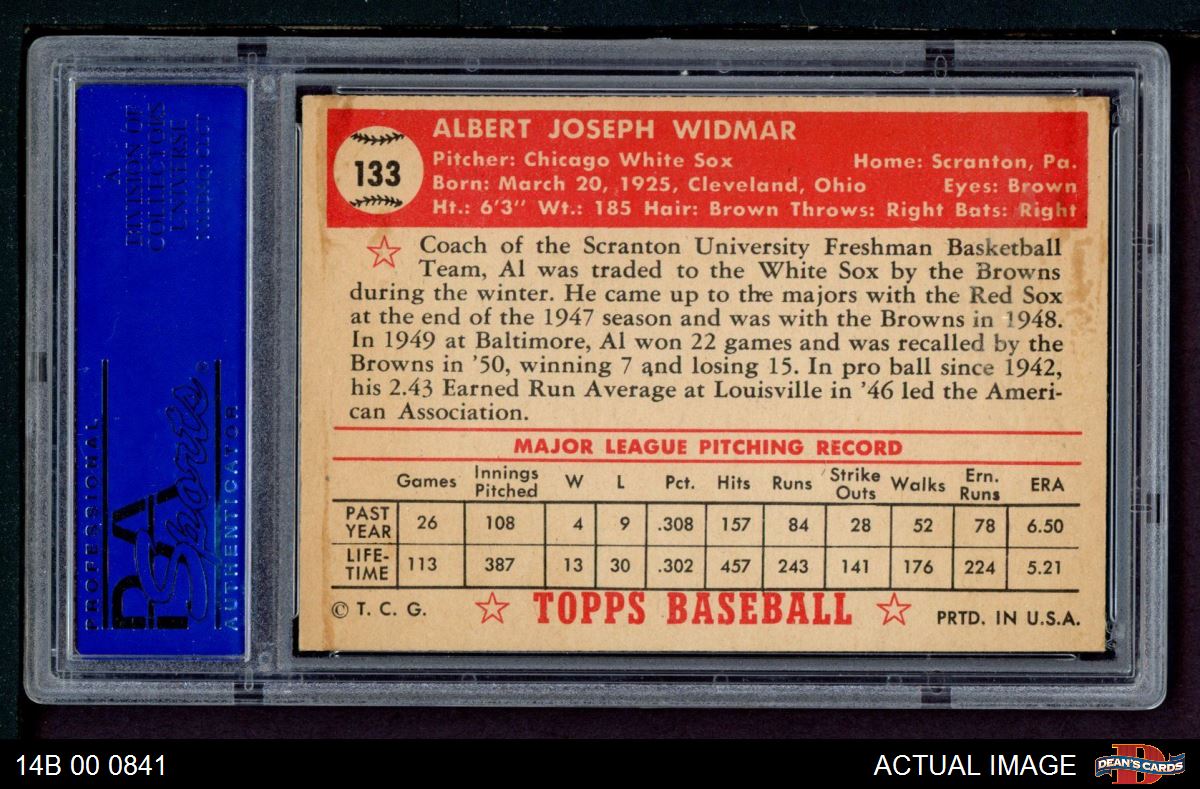 A
DIVISION OF
COLLECTORS
UNIVERSE
NASDAQ: CLCT
PROFESSIONAL
PSA
Sports
®
AUTHENTICATOR
133
ALBERT JOSEPH WIDMAR
Pitcher: Chicago White Sox Home: Scranton, Pa.
Born: March 20, 1925, Cleveland, Ohio Eyes: Brown
Ht.: 6'3" Wt.: 185 Hair: Brown Throws: Right Bats: Right
Coach of the Scranton University Freshman Basketball
Team, Al was traded to the White Sox by the Browns
during the winter. He came up to the majors with the Red Sox
at the end of the 1947 season and was with the Browns in 1948.
In 1949 at Baltimore, Al won 22 games and was recalled by the
Browns in '50, winning 7 and losing 15. In pro ball since 1942,
his 2.43 Earned Run Average at Louisville in '46 led the Ameri-
can Association.
MAJOR LEAGUE PITCHING RECORD
Games Innings Pitched W L Pct. Hits Runs Strike Outs Walks Ern. Runs ERA
PAST YEAR 26 108 4 9 .308 157 84 28 52 78 6.50
LIFE-TIME 113 387 13 30 .302 457 243 141 176 224 5.21
© T. C. G. TOPPS BASEBALL PRTD. IN U.S.A.
14B 00 0841 ACTUAL IMAGE DEAN'S CARDS